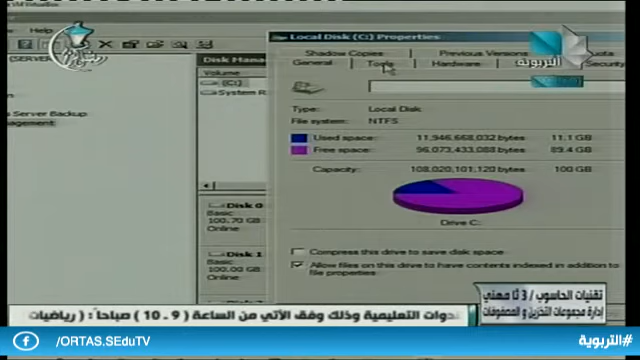 Help
Local Disk (C:) Properties
Shadow Copies
Previous Versions
Quota
General
Tools
Hardware
Security
التربوية
(SERVER
Disk Mana
Volume
(C:)
System R
Server Backup
agement
Type:
Local Disk
File system:
NTFS
Used space:
11,946,668,032 bytes
11.1 GB
Free space:
96,073,433,088 bytes
89.4 GB
Capacity:
108,020,101,120 bytes
100 GB
Drive C:
Disk 0
Basic
100.70 GB
Online
Disk 1
Basic
100.00 GB
Online
Compress this drive to save disk space
Allow files on this drive to have contents indexed in addition to
file properties
تقنيات الحاسوب / 3 ثا مهني
إدارة مجموعات التخزين و المصفوفات
دوات التعليمية وذلك وفق الآتي من الساعة ( 9 - 10 ) صباحاً : ( رياضيات
/ORTAS.SEduTV
#التربوية